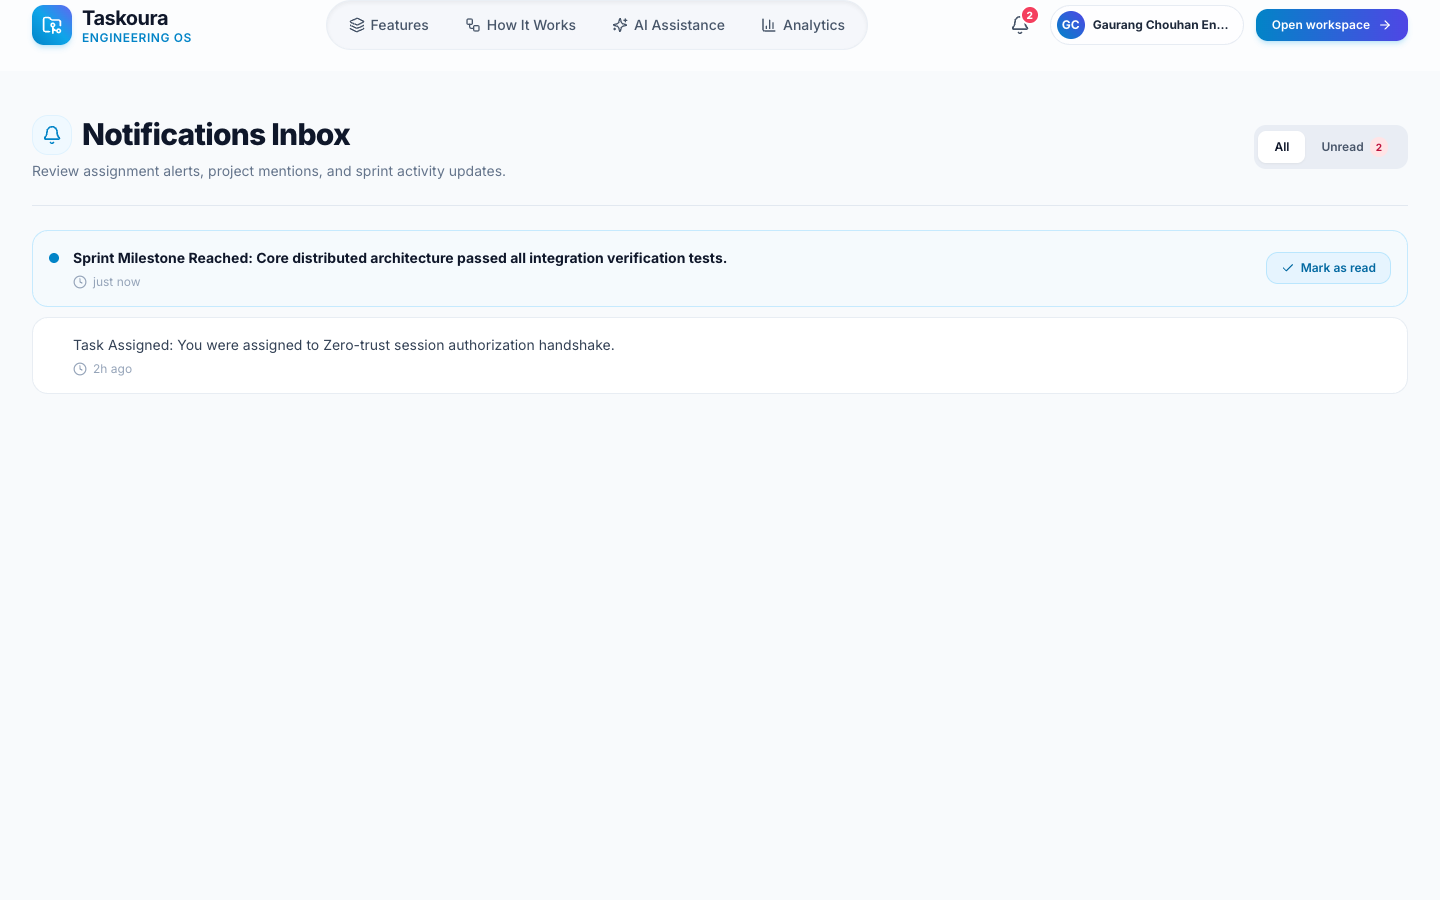 Taskoura
ENGINEERING OS
Features
How It Works
AI Assistance
Analytics
2
GC
Gaurang Chouhan En...
Open workspace
Notifications Inbox
Review assignment alerts, project mentions, and sprint activity updates.
All
Unread 2
Sprint Milestone Reached: Core distributed architecture passed all integration verification tests.
just now
Mark as read
Task Assigned: You were assigned to Zero-trust session authorization handshake.
2h ago